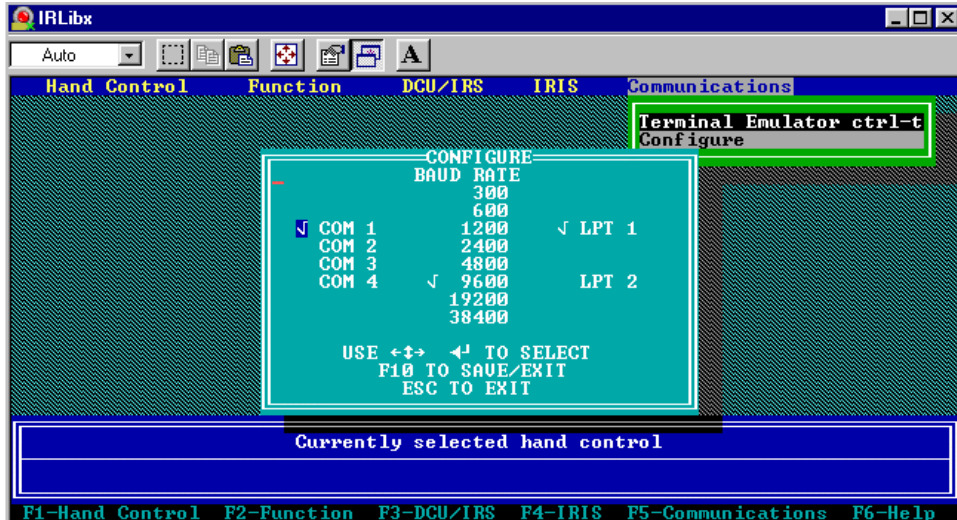 IRLibx
Auto
A
Hand Control Function DCU/IRS IRIS Communications
Terminal Emulator ctrl-t
Configure
CONFIGURE
BAUD RATE
300
600
√ COM 1 1200 √ LPT 1
COM 2 2400
COM 3 4800
COM 4 √ 9600 LPT 2
19200
38400
USE ←↕→ ◄┘ TO SELECT
F10 TO SAVE/EXIT
ESC TO EXIT
Currently selected hand control
F1-Hand Control F2-Function F3-DCU/IRS F4-IRIS F5-Communications F6-Help